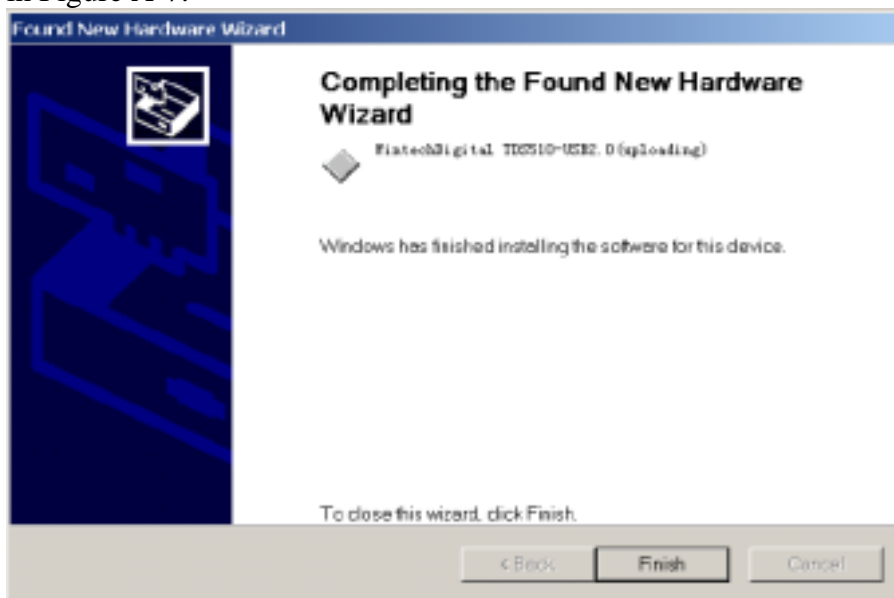 Found New Hardware Wizard
Completing the Found New Hardware
Wizard
(uploading)
Windows has finished installing the software for this device.
To close this wizard, click Finish.
< Back
Finish
Cancel